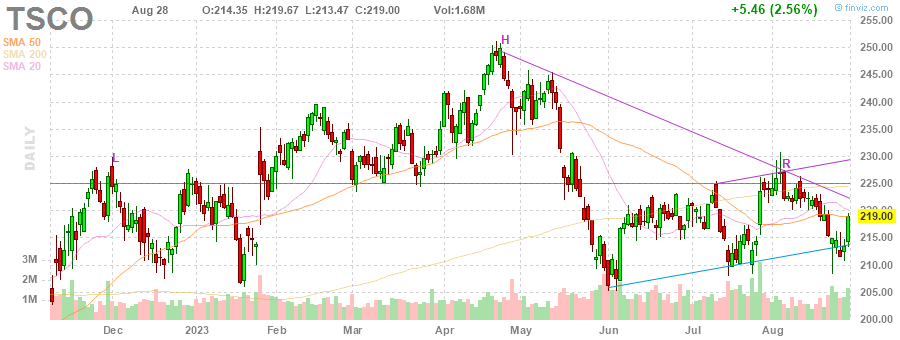 TSCO Aug 28 O:214.35 H:219.67 L:213.47 C:219.00 Vol:1.68M +5.46 (2.56%) © finviz.com
SMA 50
SMA 200
SMA 20
DAILY
L
H
R
255.00
250.00
245.00
240.00
235.00
230.00
225.00
219.00
215.00
210.00
205.00
200.00
3M
2M
1M
Dec 2023 Feb Mar Apr May Jun Jul Aug